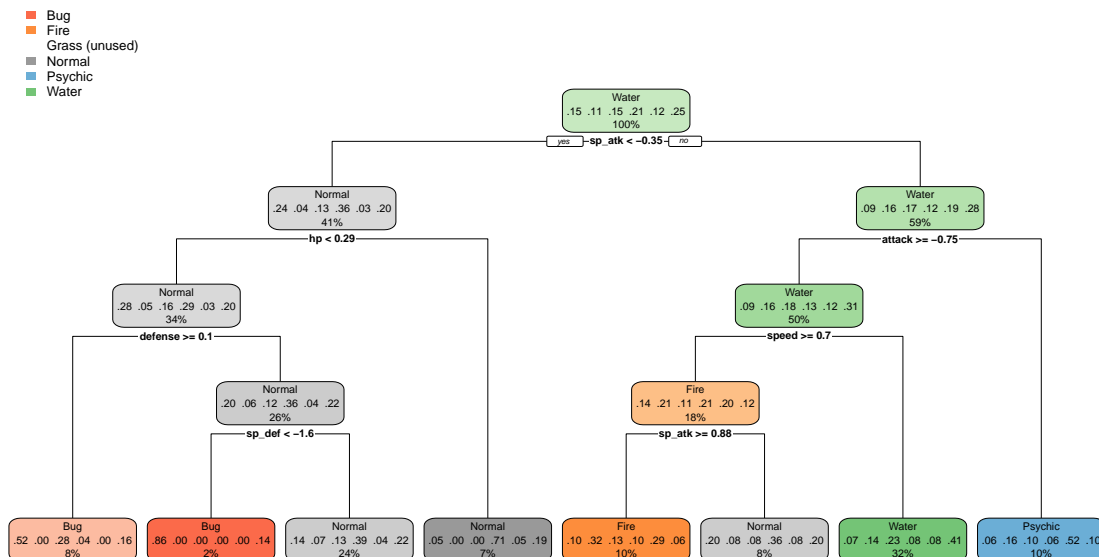 Bug
Fire
Grass (unused)
Normal
Psychic
Water
Water
.15 .11 .15 .21 .12 .25
100%
yes sp_atk < −0.35 no
Normal
.24 .04 .13 .36 .03 .20
41%
Water
.09 .16 .17 .12 .19 .28
59%
hp < 0.29
attack >= −0.75
Normal
.28 .05 .16 .29 .03 .20
34%
Water
.09 .16 .18 .13 .12 .31
50%
defense >= 0.1
speed >= 0.7
Normal
.20 .06 .12 .36 .04 .22
26%
Fire
.14 .21 .11 .21 .20 .12
18%
sp_def < −1.6
sp_atk >= 0.88
Bug
.52 .00 .28 .04 .00 .16
8%
Bug
.86 .00 .00 .00 .00 .14
2%
Normal
.14 .07 .13 .39 .04 .22
24%
Normal
.05 .00 .00 .71 .05 .19
7%
Fire
.10 .32 .13 .10 .29 .06
10%
Normal
.20 .08 .08 .36 .08 .20
8%
Water
.07 .14 .23 .08 .08 .41
32%
Psychic
.06 .16 .10 .06 .52 .10
10%